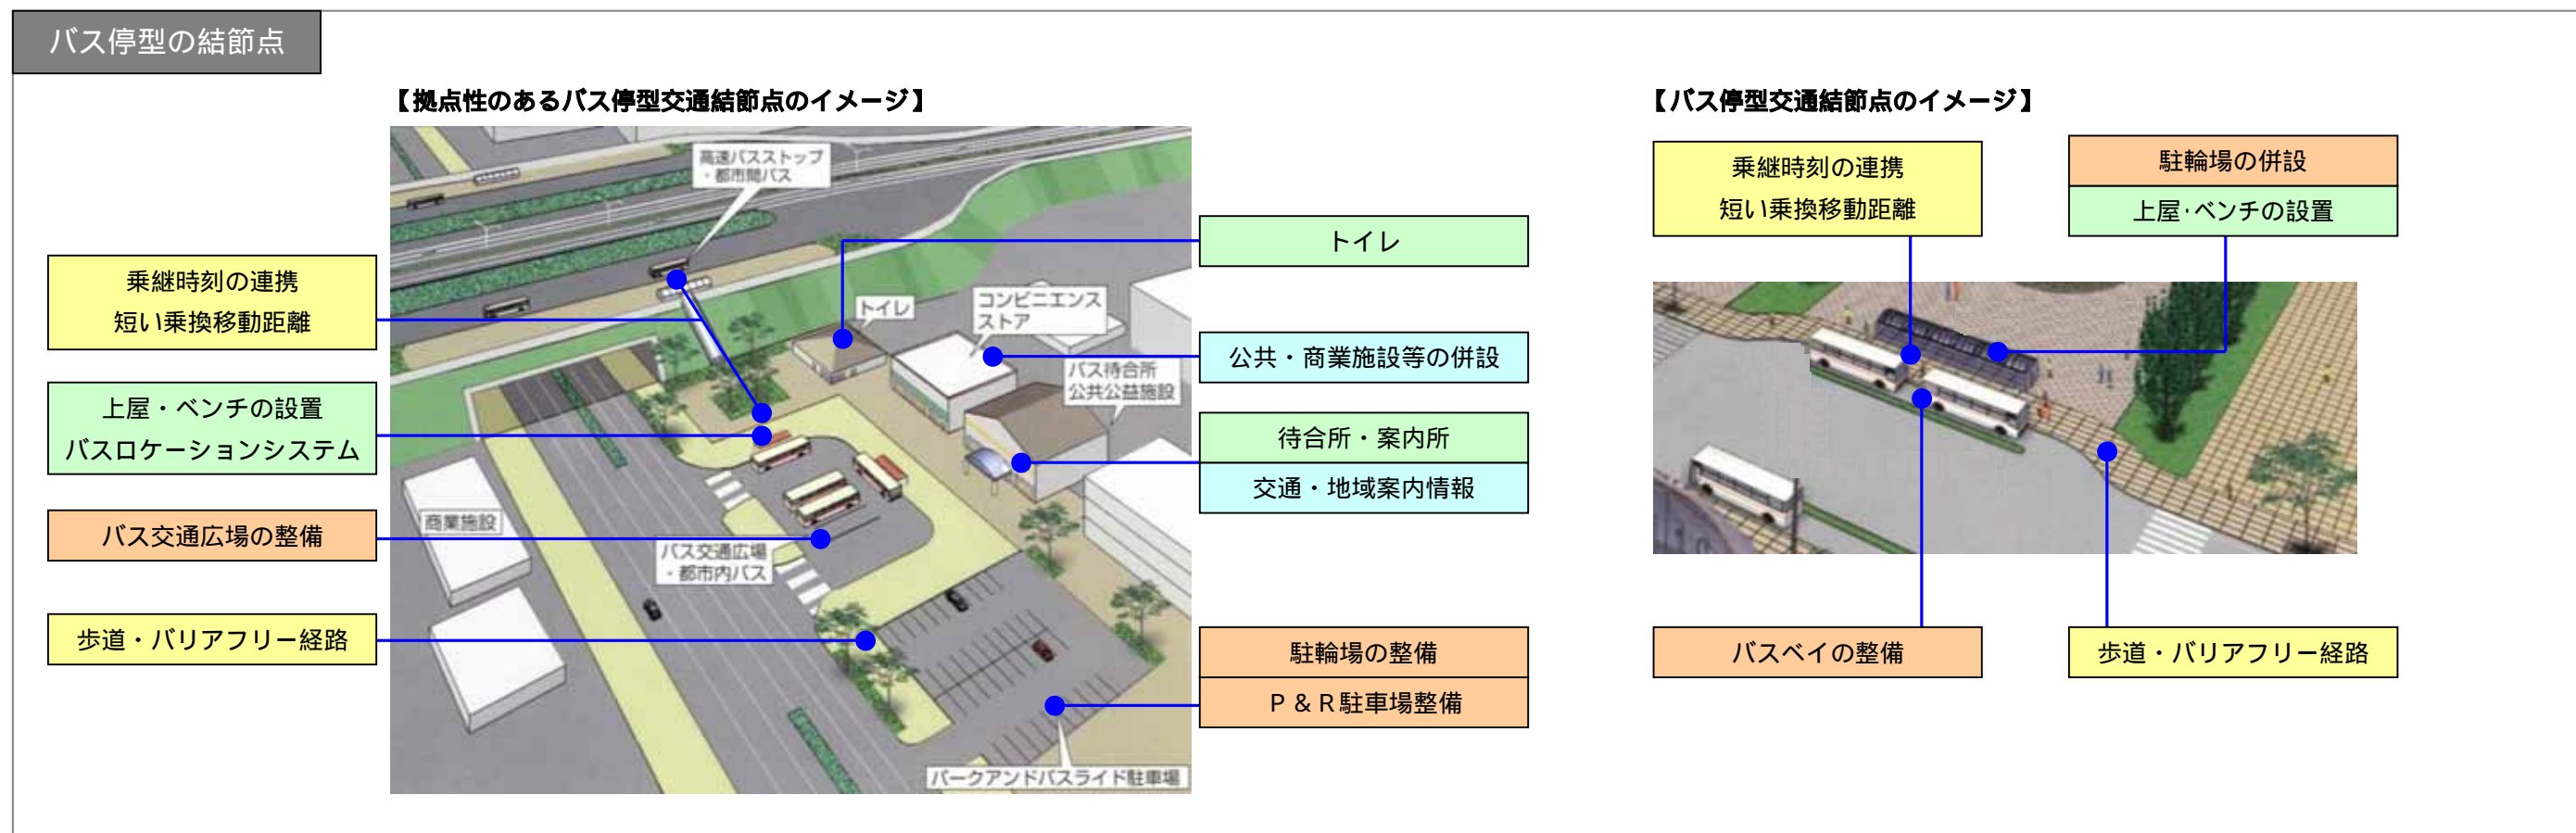 バス停型の結節点
【拠点性のあるバス停型交通結節点のイメージ】
乗継時刻の連携
短い乗換移動距離
上屋・ベンチの設置
バスロケーションシステム
バス交通広場の整備
歩道・バリアフリー経路
高速バスストップ
・都市間バス
トイレ
コンビニエンス
ストア
バス待合所
公共公益施設
商業施設
バス交通広場
・都市内バス
パークアンドバスライド駐車場
トイレ
公共・商業施設等の併設
待合所・案内所
交通・地域案内情報
駐輪場の整備
Ｐ＆Ｒ駐車場整備
【バス停型交通結節点のイメージ】
乗継時刻の連携
短い乗換移動距離
駐輪場の併設
上屋・ベンチの設置
バスベイの整備
歩道・バリアフリー経路